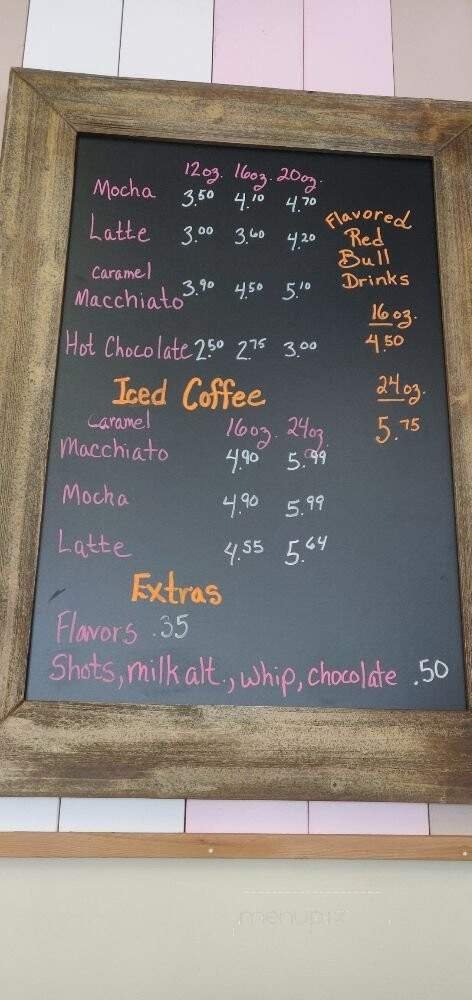 12oz. 16oz. 20oz.
Mocha 3.50 4.10 4.70
Latte 3.00 3.60 4.20
Caramel
Macchiato 3.90 4.50 5.10
Hot Chocolate 2.50 2.75 3.00
Flavored
Red
Bull
Drinks
16 oz.
4.50
24oz.
5.75
Iced Coffee
16oz. 24oz.
Caramel
Macchiato 4.90 5.99
Mocha 4.90 5.99
Latte 4.55 5.64
Extras
Flavors .35
Shots, milk alt., whip, chocolate .50
menupix